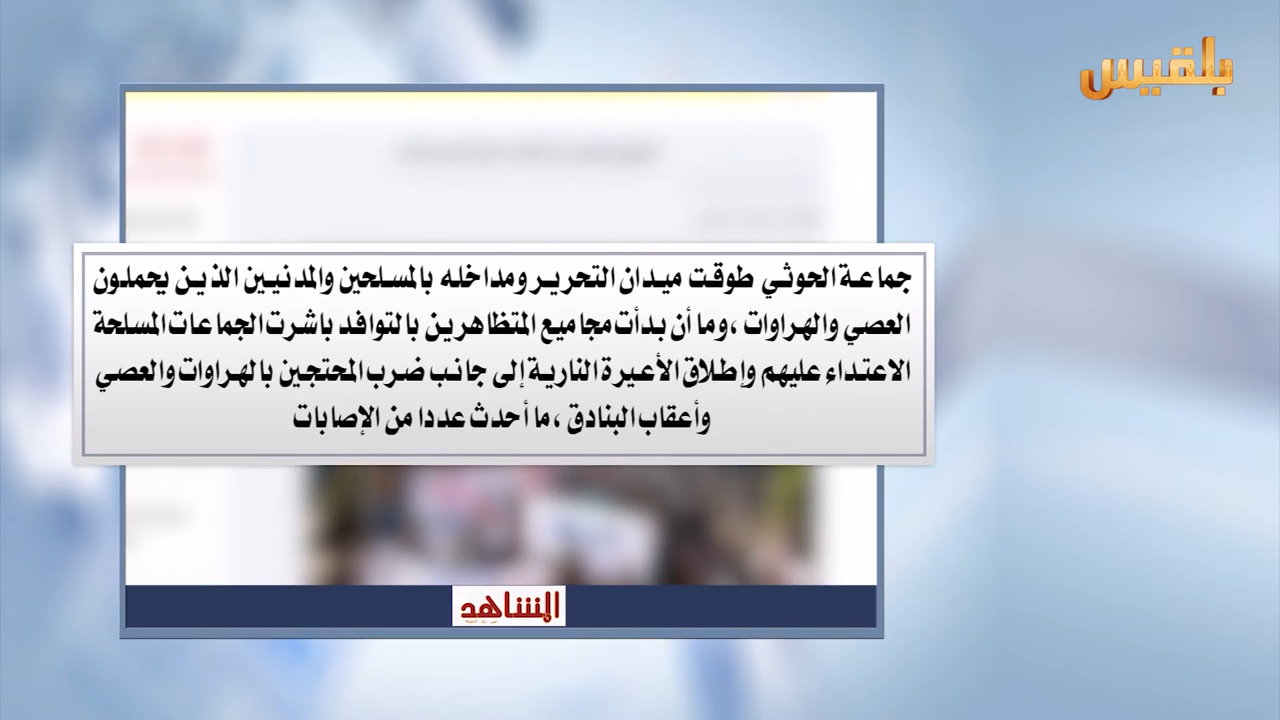 بلقيس
جماعة الحوثي طوقت ميدان التحرير ومداخله بالمسلحين والمدنيين الذين يحملون
العصي والهراوات ،وما أن بدأت مجاميع المتظاهرين بالتوافد باشرت الجماعات المسلحة
الاعتداء عليهم وإطلاق الأعيرة النارية إلى جانب ضرب المحتجين بالهراوات والعصي
وأعقاب البنادق ، ما أحدث عددا من الإصابات
المشاهد